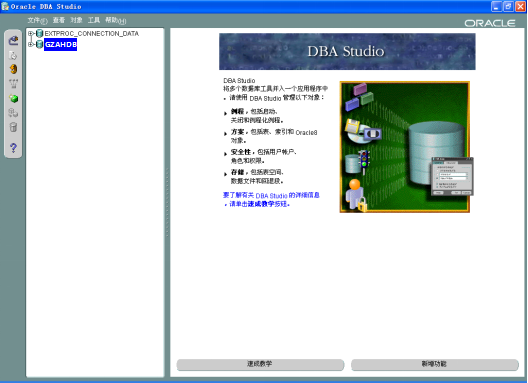 Oracle DBA Studio
文件(F) 查看 对象 工具 帮助(H)
ORACLE
EXTPROC_CONNECTION_DATA
GZAHDB
DBA Studio
DBA Studio
将多个数据库工具并入一个应用程序中
。请使用 DBA Studio 管理以下对象：
例程，包括启动、
关闭和例程化例程。
方案，包括表、索引和 Oracle8
对象。
安全性，包括用户帐户、
角色和权限。
存储，包括表空间、
数据文件和回退段。
要了解有关 DBA Studio 的详细信息
，请单击速成教学按钮。
速成教学
新增功能